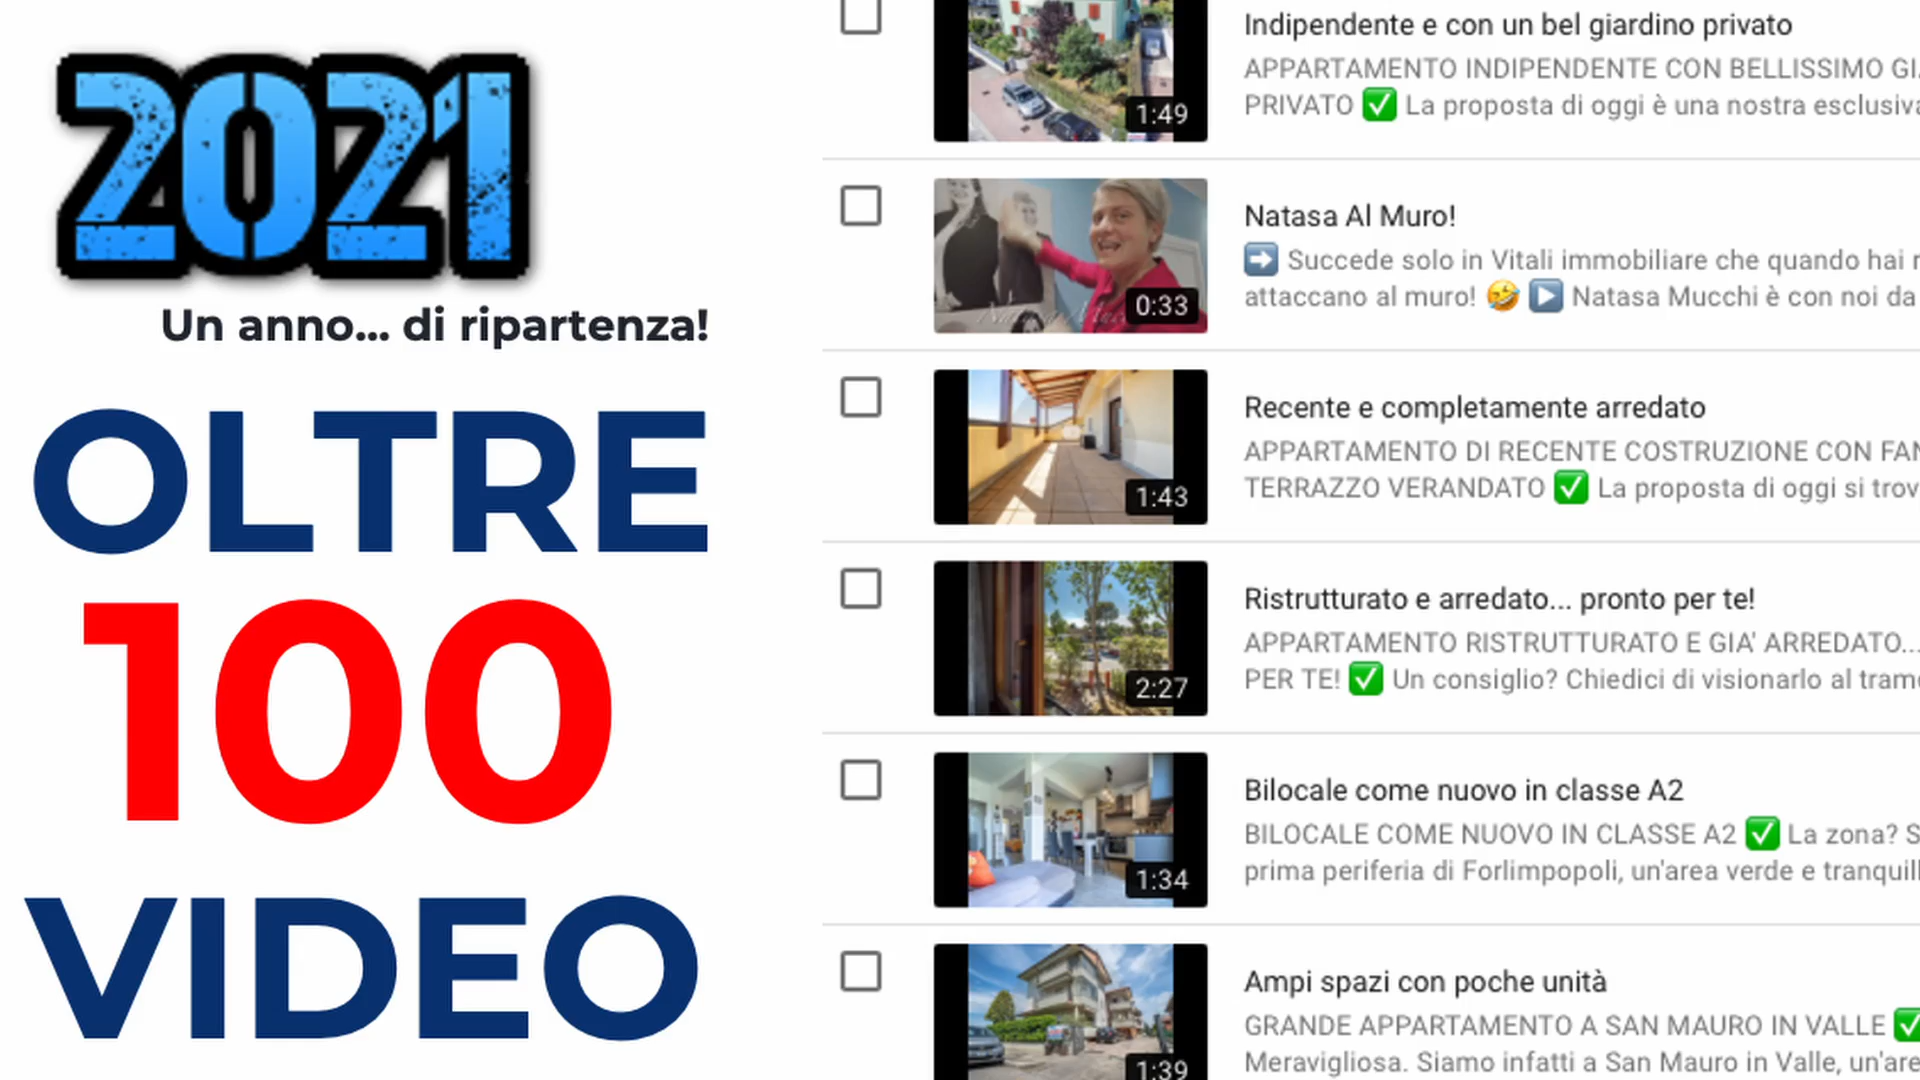 2021
Un anno... di ripartenza!
OLTRE
100
VIDEO
Indipendente e con un bel giardino privato
APPARTAMENTO INDIPENDENTE CON BELLISSIMO
PRIVATO ✅ La proposta di oggi è una nostra
1:49
Natasa Al Muro!
➡️ Succede solo in Vitali immobiliare che quando hai
attaccano al muro! 🤣 ▶️ Natasa Mucchi è con noi da
0:33
Recente e completamente arredato
APPARTAMENTO DI RECENTE COSTRUZIONE CON
TERRAZZO VERANDATO ✅ La proposta di oggi si
1:43
Ristrutturato e arredato... pronto per te!
APPARTAMENTO RISTRUTTURATO E GIA' ARREDATO...
PER TE! ✅ Un consiglio? Chiedici di visionarlo al
2:27
Bilocale come nuovo in classe A2
BILOCALE COME NUOVO IN CLASSE A2 ✅ La zona?
prima periferia di Forlimpopoli, un'area verde e
1:34
Ampi spazi con poche unità
GRANDE APPARTAMENTO A SAN MAURO IN VALLE ✅
Meravigliosa. Siamo infatti a San Mauro in Valle,
1:39